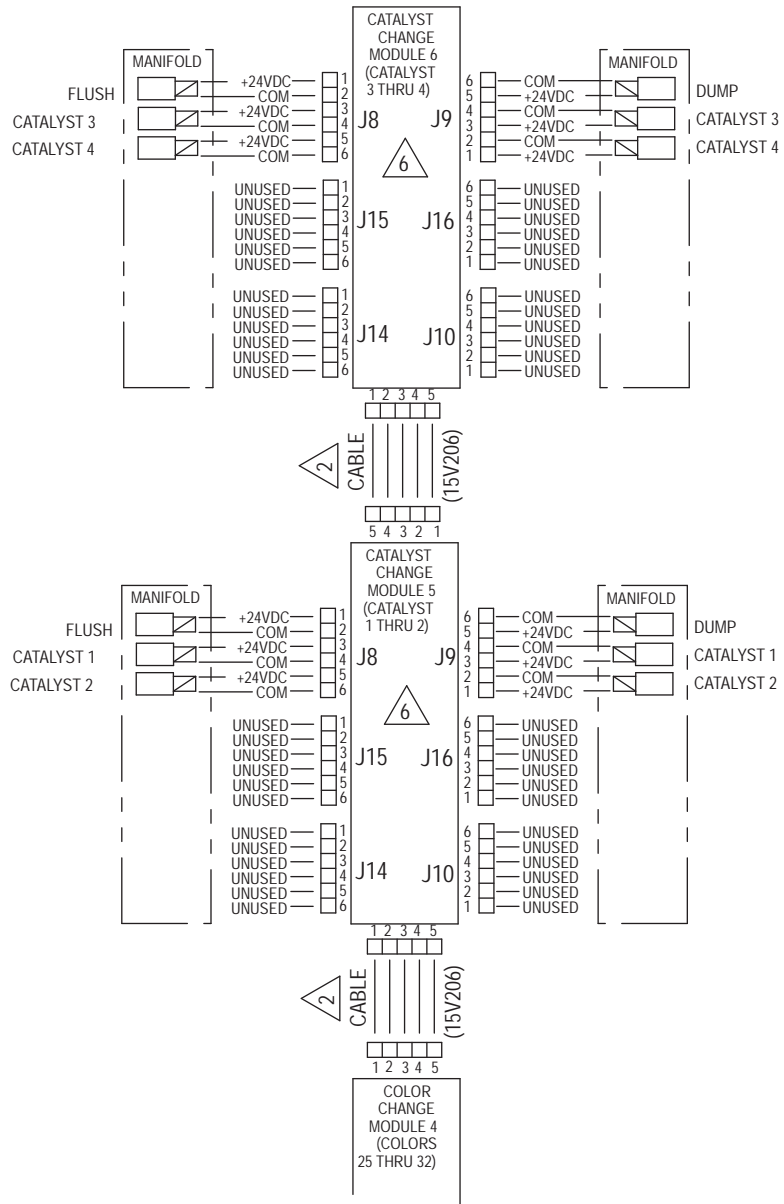 CATALYST
CHANGE
MODULE 6
(CATALYST
3 THRU 4)
MANIFOLD
MANIFOLD
FLUSH +24VDC 1 6 COM DUMP
COM 2 5 +24VDC
CATALYST 3 +24VDC 3 J8 J9 4 COM CATALYST 3
COM 4 3 +24VDC
CATALYST 4 +24VDC 5 2 COM CATALYST 4
COM 6 1 +24VDC
6
UNUSED 1 6 UNUSED
UNUSED 2 5 UNUSED
UNUSED 3 J15 J16 4 UNUSED
UNUSED 4 3 UNUSED
UNUSED 5 2 UNUSED
UNUSED 6 1 UNUSED
UNUSED 1 6 UNUSED
UNUSED 2 5 UNUSED
UNUSED 3 J14 J10 4 UNUSED
UNUSED 4 3 UNUSED
UNUSED 5 2 UNUSED
UNUSED 6 1 UNUSED
1 2 3 4 5
2 CABLE (15V206)
5 4 3 2 1
CATALYST
CHANGE
MODULE 5
(CATALYST
1 THRU 2)
MANIFOLD
MANIFOLD
FLUSH +24VDC 1 6 COM DUMP
COM 2 5 +24VDC
CATALYST 1 +24VDC 3 J8 J9 4 COM CATALYST 1
COM 4 3 +24VDC
CATALYST 2 +24VDC 5 2 COM CATALYST 2
COM 6 1 +24VDC
6
UNUSED 1 6 UNUSED
UNUSED 2 5 UNUSED
UNUSED 3 J15 J16 4 UNUSED
UNUSED 4 3 UNUSED
UNUSED 5 2 UNUSED
UNUSED 6 1 UNUSED
UNUSED 1 6 UNUSED
UNUSED 2 5 UNUSED
UNUSED 3 J14 J10 4 UNUSED
UNUSED 4 3 UNUSED
UNUSED 5 2 UNUSED
UNUSED 6 1 UNUSED
1 2 3 4 5
2 CABLE (15V206)
1 2 3 4 5
COLOR
CHANGE
MODULE 4
(COLORS
25 THRU 32)